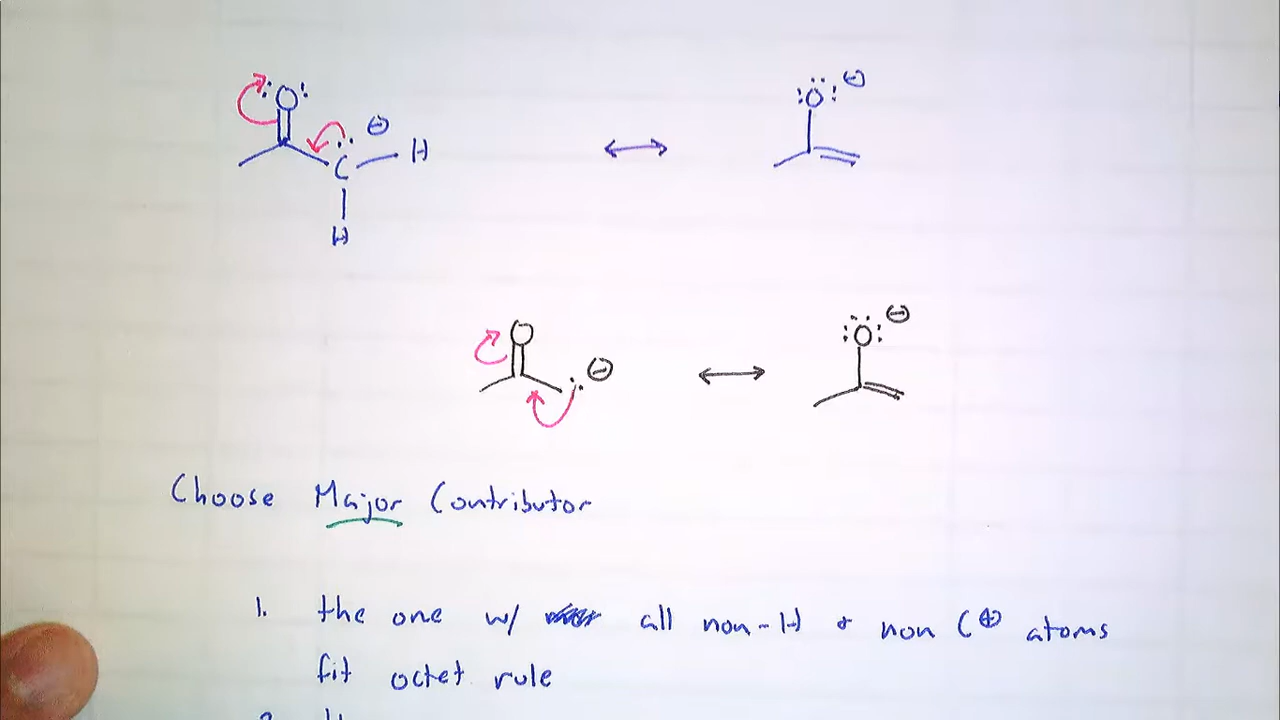 :O:
⊖
C
H
H
↔
:Ö: ⊖
O
: ⊖
↔
:Ö: ⊖
Choose Major Contributor
1. the one w/ all non-H + non C⊕ atoms
fit octet rule